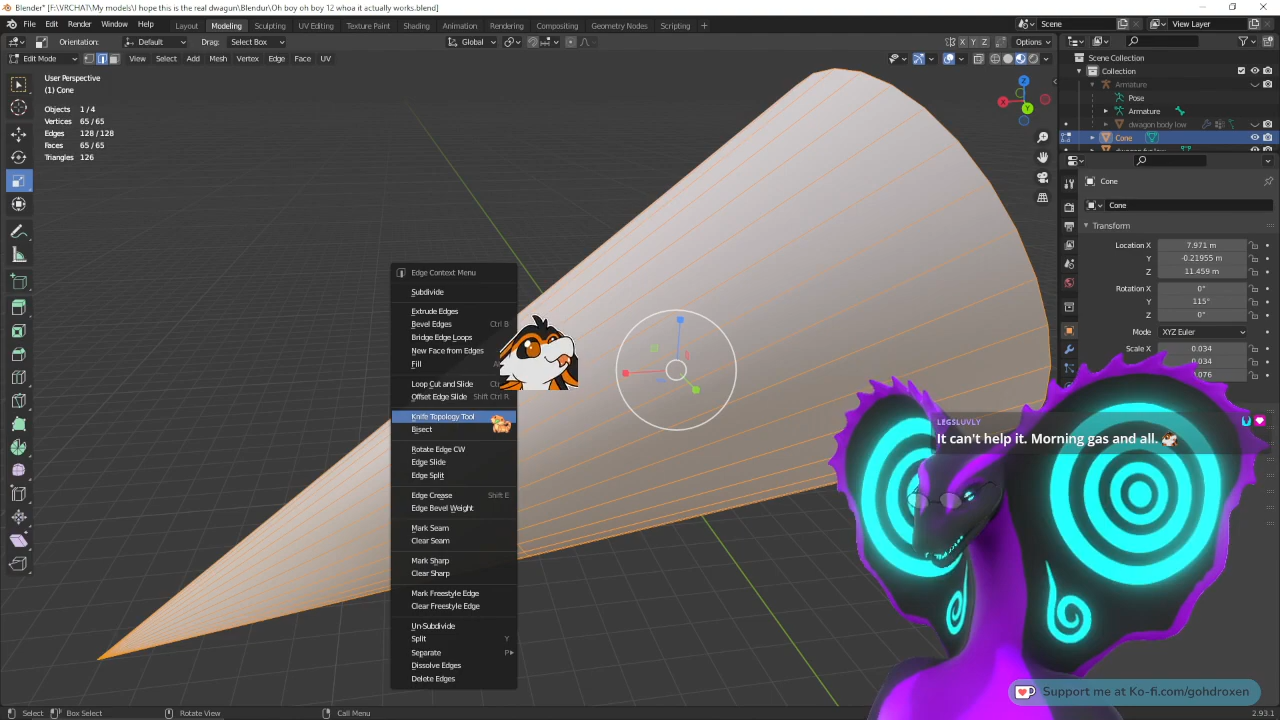 Blender* [F:\VRCHAT\My models\I hope this is the real dwagon\Blendur\Oh boy oh boy 12 whoa it actually works.blend]
File Edit Render Window Help Layout Modeling Sculpting UV Editing Texture Paint Shading Animation Rendering Compositing Geometry Nodes Scripting + Scene View Layer
Orientation: Default Drag: Select Box Global X Y Z Options
Edit Mode View Select Add Mesh Vertex Edge Face UV
User Perspective
(1) Cone
Objects 1/4
Vertices 65/65
Edges 128/128
Faces 65/65
Triangles 126
Edge Context Menu
Subdivide
Extrude Edges
Bevel Edges Ctrl B
Bridge Edge Loops
New Face from Edges
Fill
Loop Cut and Slide
Offset Edge Slide Shift Ctrl R
Knife Topology Tool
Bisect
Rotate Edge CW
Edge Slide
Edge Split
Edge Crease Shift E
Edge Bevel Weight
Mark Seam
Clear Seam
Mark Sharp
Clear Sharp
Mark Freestyle Edge
Clear Freestyle Edge
Un-Subdivide
Split Y
Separate P
Dissolve Edges
Delete Edges
Z
X
Y
Scene Collection
Collection
Armature
Pose
Armature
dwagon body low
Cone
Cone
Cone
Transform
Location X 7.971 m
Y -0.21955 m
Z 11.459 m
Rotation X 0°
Y 115°
Z 0°
Mode XYZ Euler
Scale X 0.034
0.034
0.076
LEGSLUVLY
It can't help it. Morning gas and all.
Support me at Ko-fi.com/gohdroxen
Select Box Select Rotate View Call Menu 2.93.1